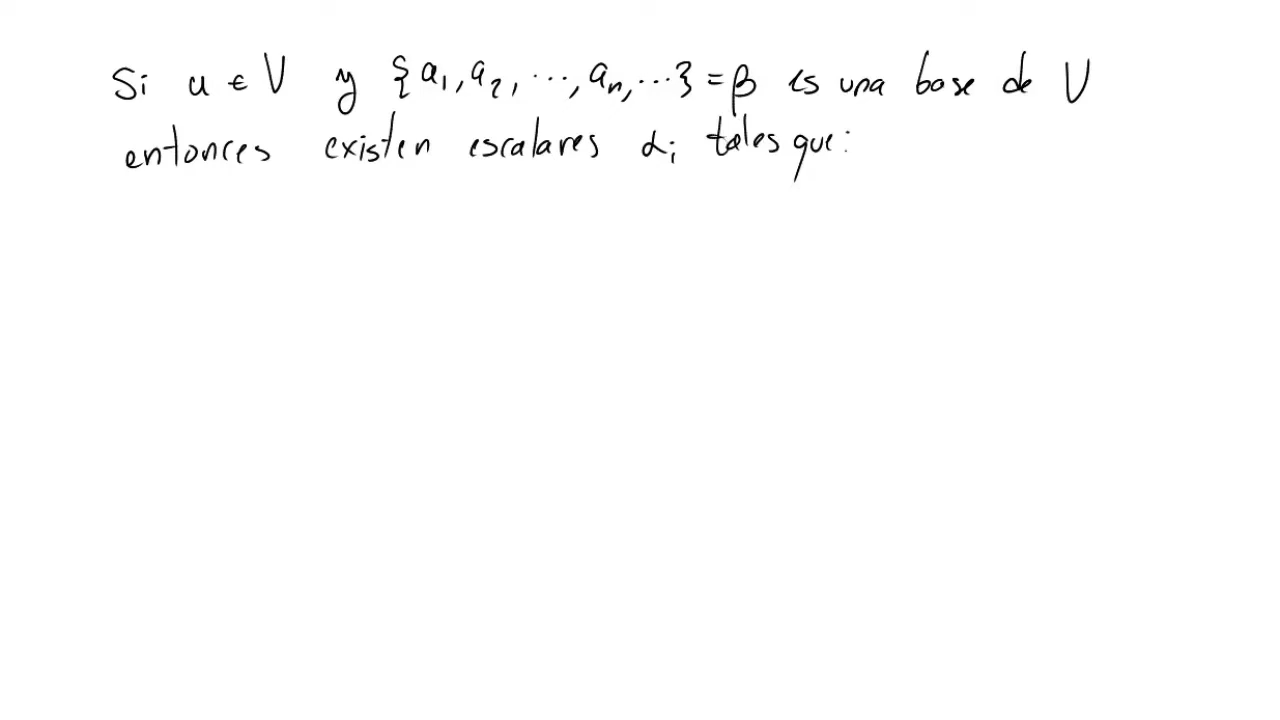 Si u ∈ V y {a₁, a₂, ..., aₙ, ...} = β es una base de V
entonces existen escalares αᵢ tales que: